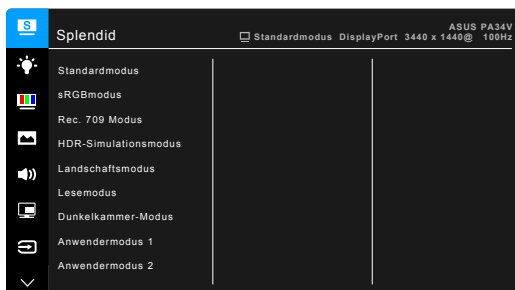 S
Splendid
ASUS PA34V
Standardmodus DisplayPort 3440 x 1440@ 100Hz
Standardmodus
sRGBmodus
Rec. 709 Modus
HDR-Simulationsmodus
Landschaftsmodus
Lesemodus
Dunkelkammer-Modus
Anwendermodus 1
Anwendermodus 2